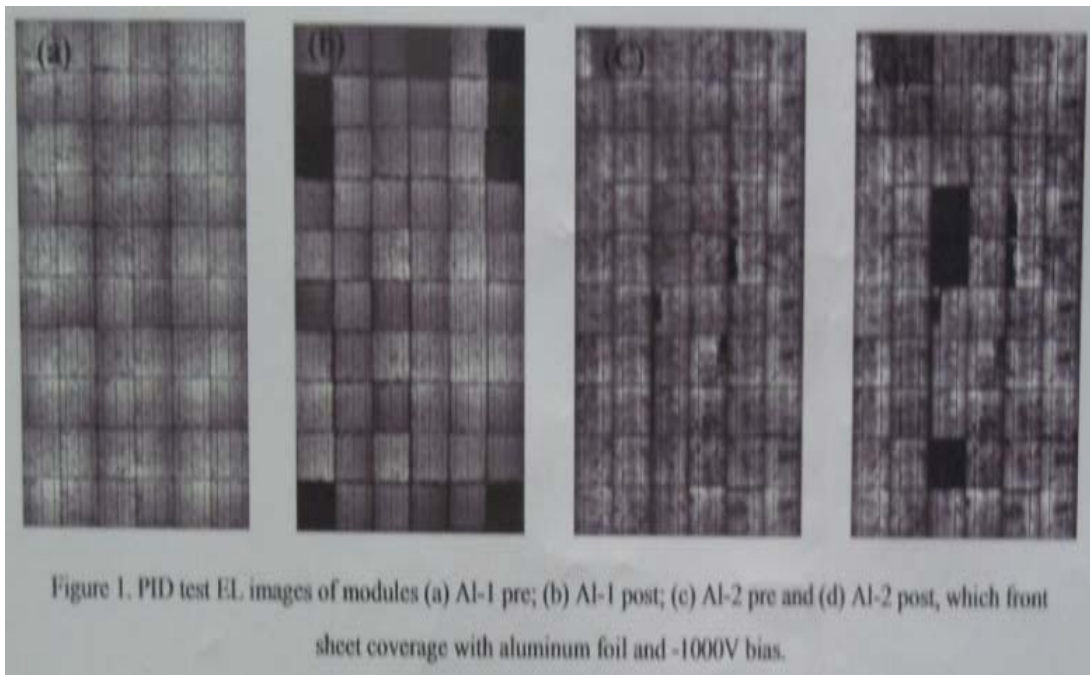 (a)
(b)
(c)
Figure 1. PID test EL images of modules (a) Al-1 pre; (b) Al-1 post; (c) Al-2 pre and (d) Al-2 post, which front
sheet coverage with aluminum foil and -1000V bias.